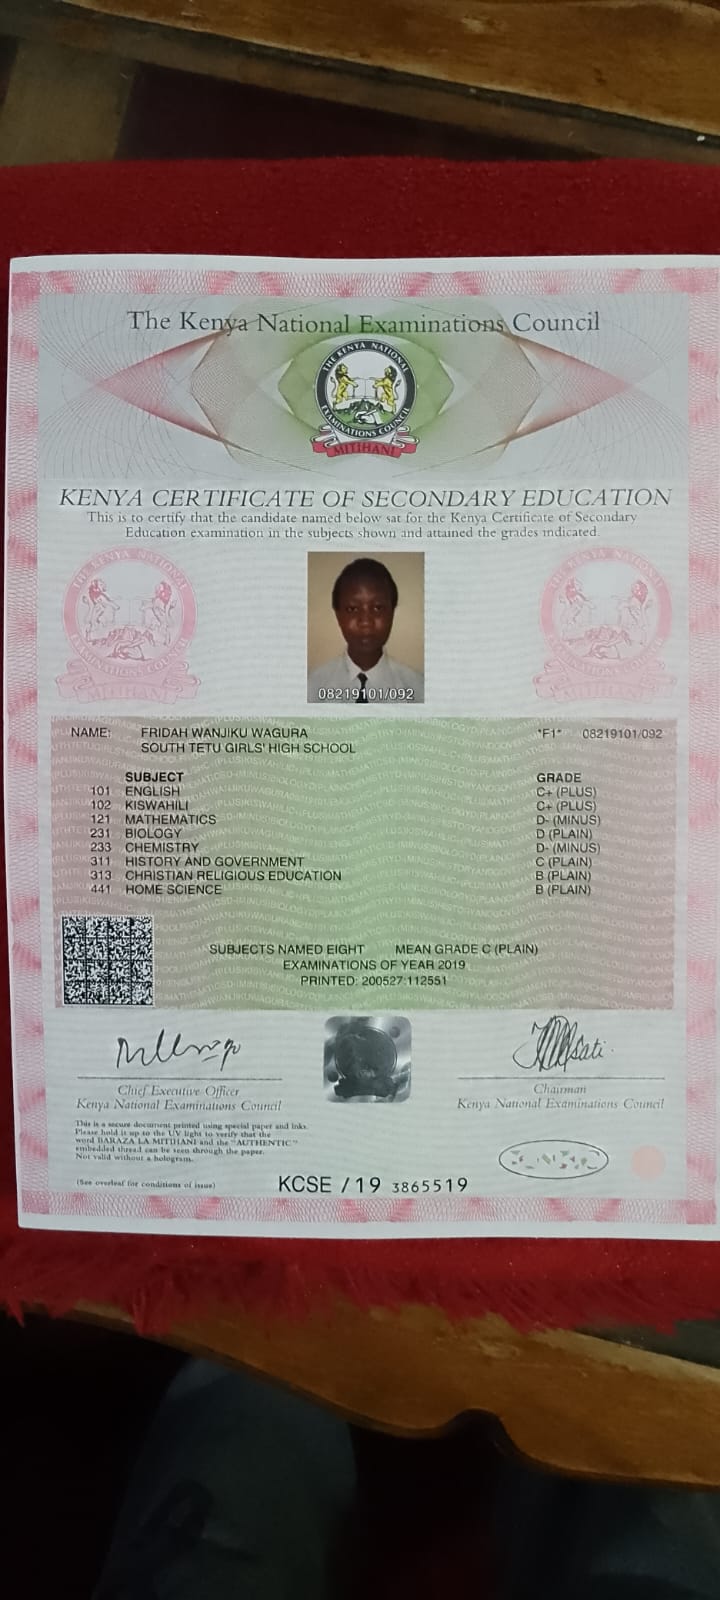 The Kenya National Examinations Council
THE KENYA NATIONAL
EXAMINATIONS COUNCIL
MITIHANI
KENYA CERTIFICATE OF SECONDARY EDUCATION
This is to certify that the candidate named below sat for the Kenya Certificate of Secondary
Education examination in the subjects shown and attained the grades indicated.
THE KENYA NATIONAL
EXAMINATIONS COUNCIL
MITIHANI
THE KENYA NATIONAL
EXAMINATIONS COUNCIL
MITIHANI
08219101/092
NAME: FRIDAH WANJIKU WAGURA *F1* 08219101/092
SOUTH TETU GIRLS' HIGH SCHOOL
SUBJECT GRADE
101 ENGLISH C+ (PLUS)
102 KISWAHILI C+ (PLUS)
121 MATHEMATICS D- (MINUS)
231 BIOLOGY D (PLAIN)
233 CHEMISTRY D- (MINUS)
311 HISTORY AND GOVERNMENT C (PLAIN)
313 CHRISTIAN RELIGIOUS EDUCATION B (PLAIN)
441 HOME SCIENCE B (PLAIN)
SUBJECTS NAMED EIGHT MEAN GRADE C (PLAIN)
EXAMINATIONS OF YEAR 2019
PRINTED: 200527:112551
Chief Executive Officer
Kenya National Examinations Council
Chairman
Kenya National Examinations Council
This is a secure document printed using special paper and inks.
Please hold it up to the UV light to verify that the
word BARAZA LA MITIHANI and the "AUTHENTIC"
embedded thread can be seen through the paper.
Not valid without a hologram.
(See overleaf for conditions of issue)
KCSE / 19 3865519